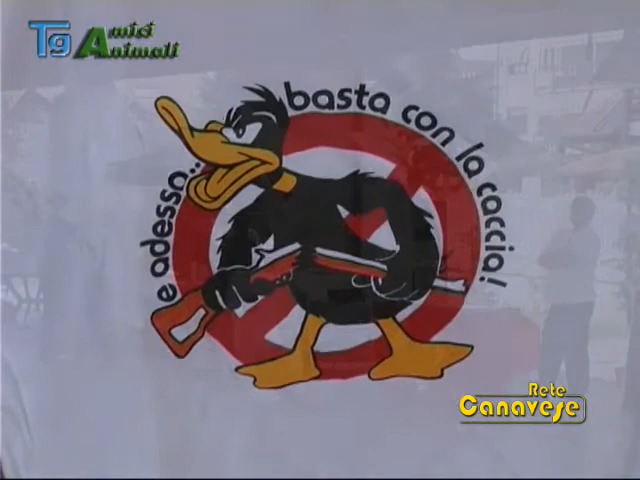 Tg Amici
Animali
e adesso... basta con la caccia!
Rete
Canavese